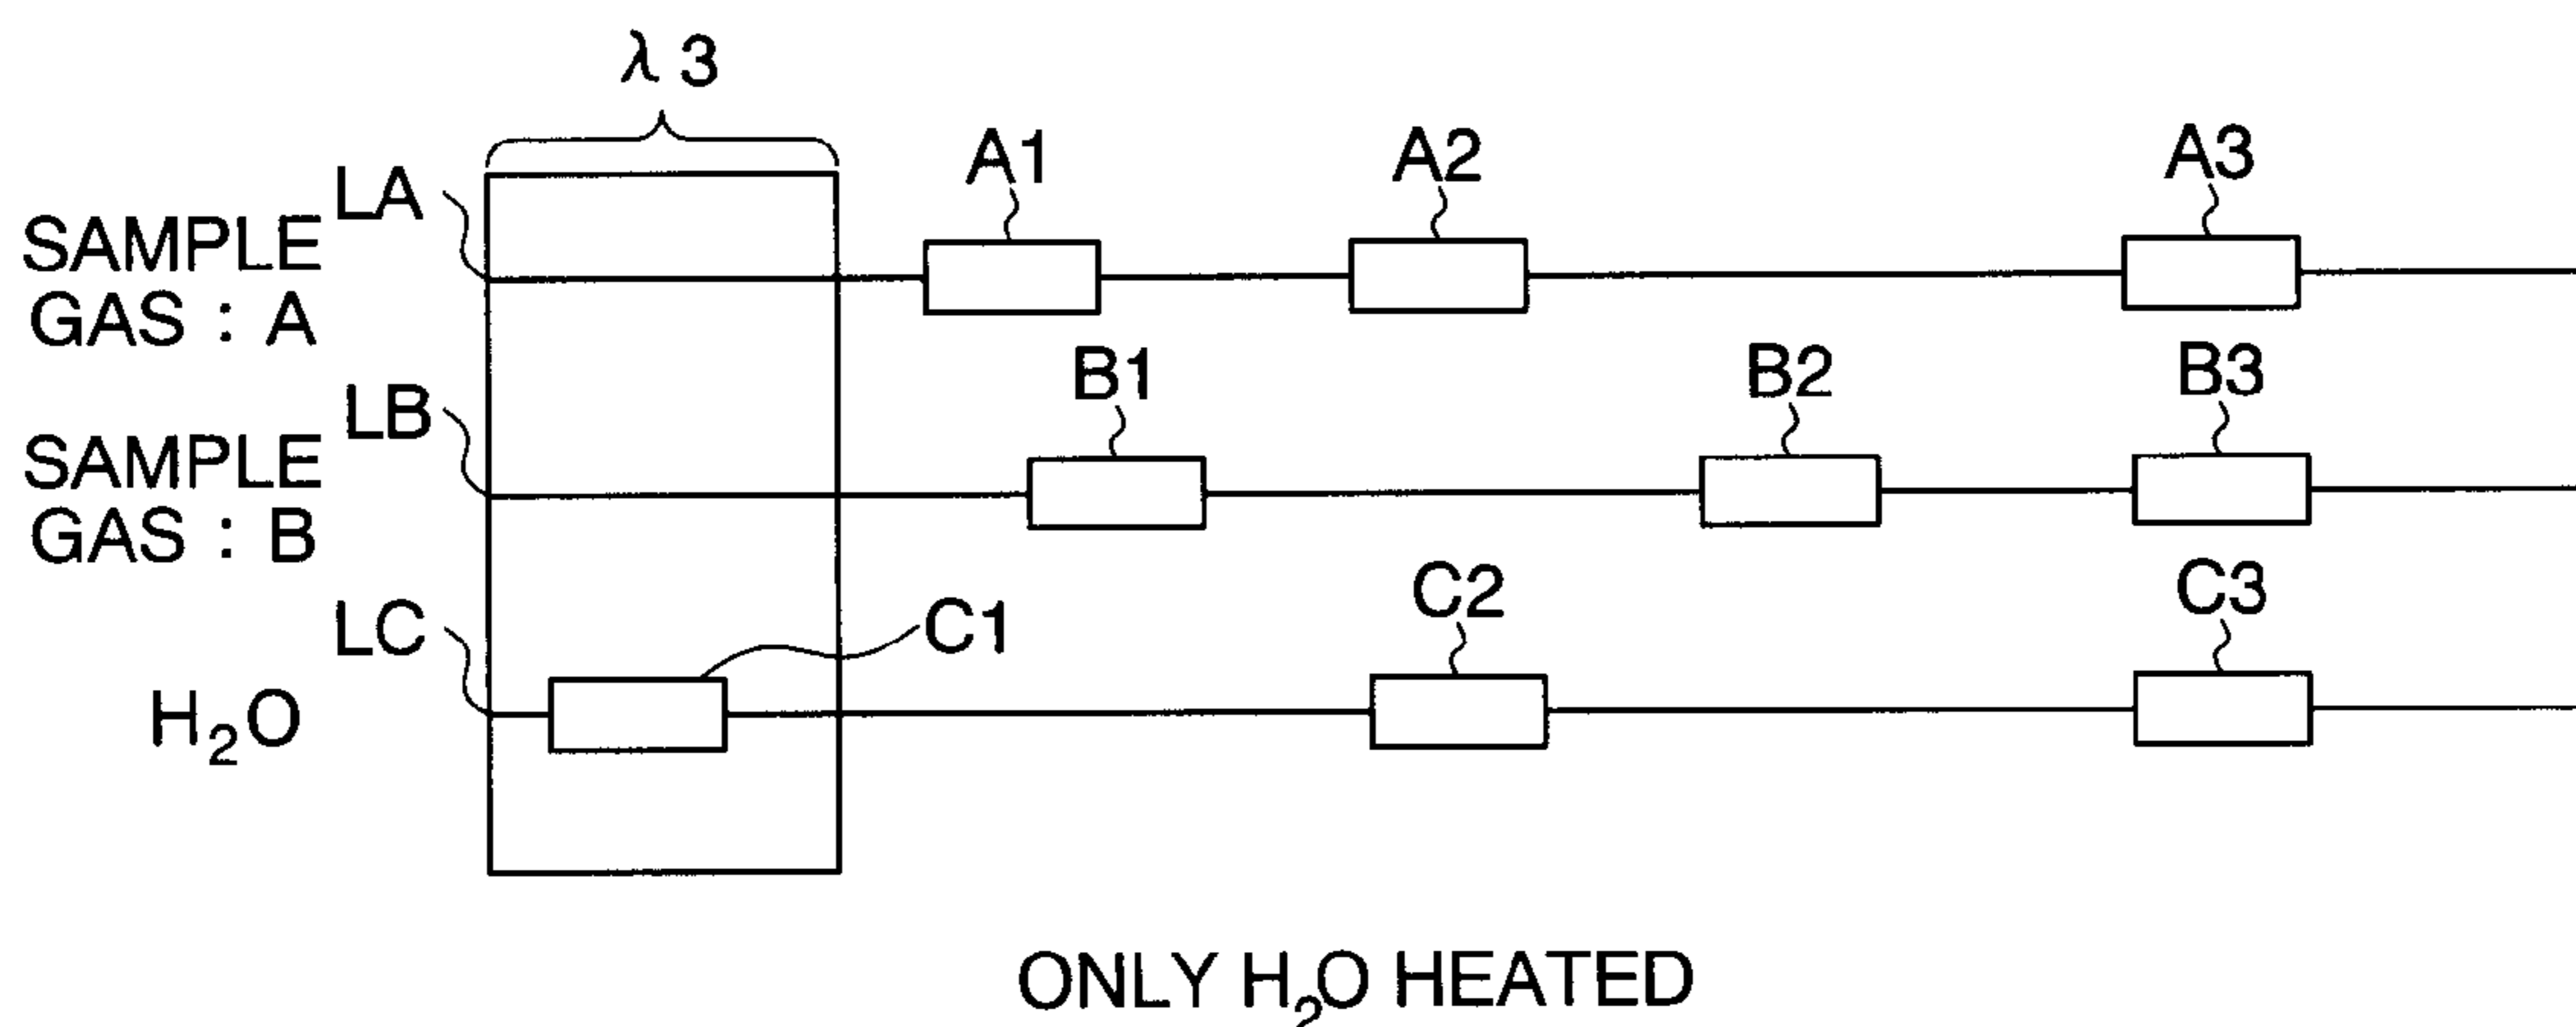 λ 3
A1
A2
A3
LA
SAMPLE
GAS : A
B1
B2
B3
LB
SAMPLE
GAS : B
C2
C3
LC
C1
H₂O
ONLY H₂O HEATED